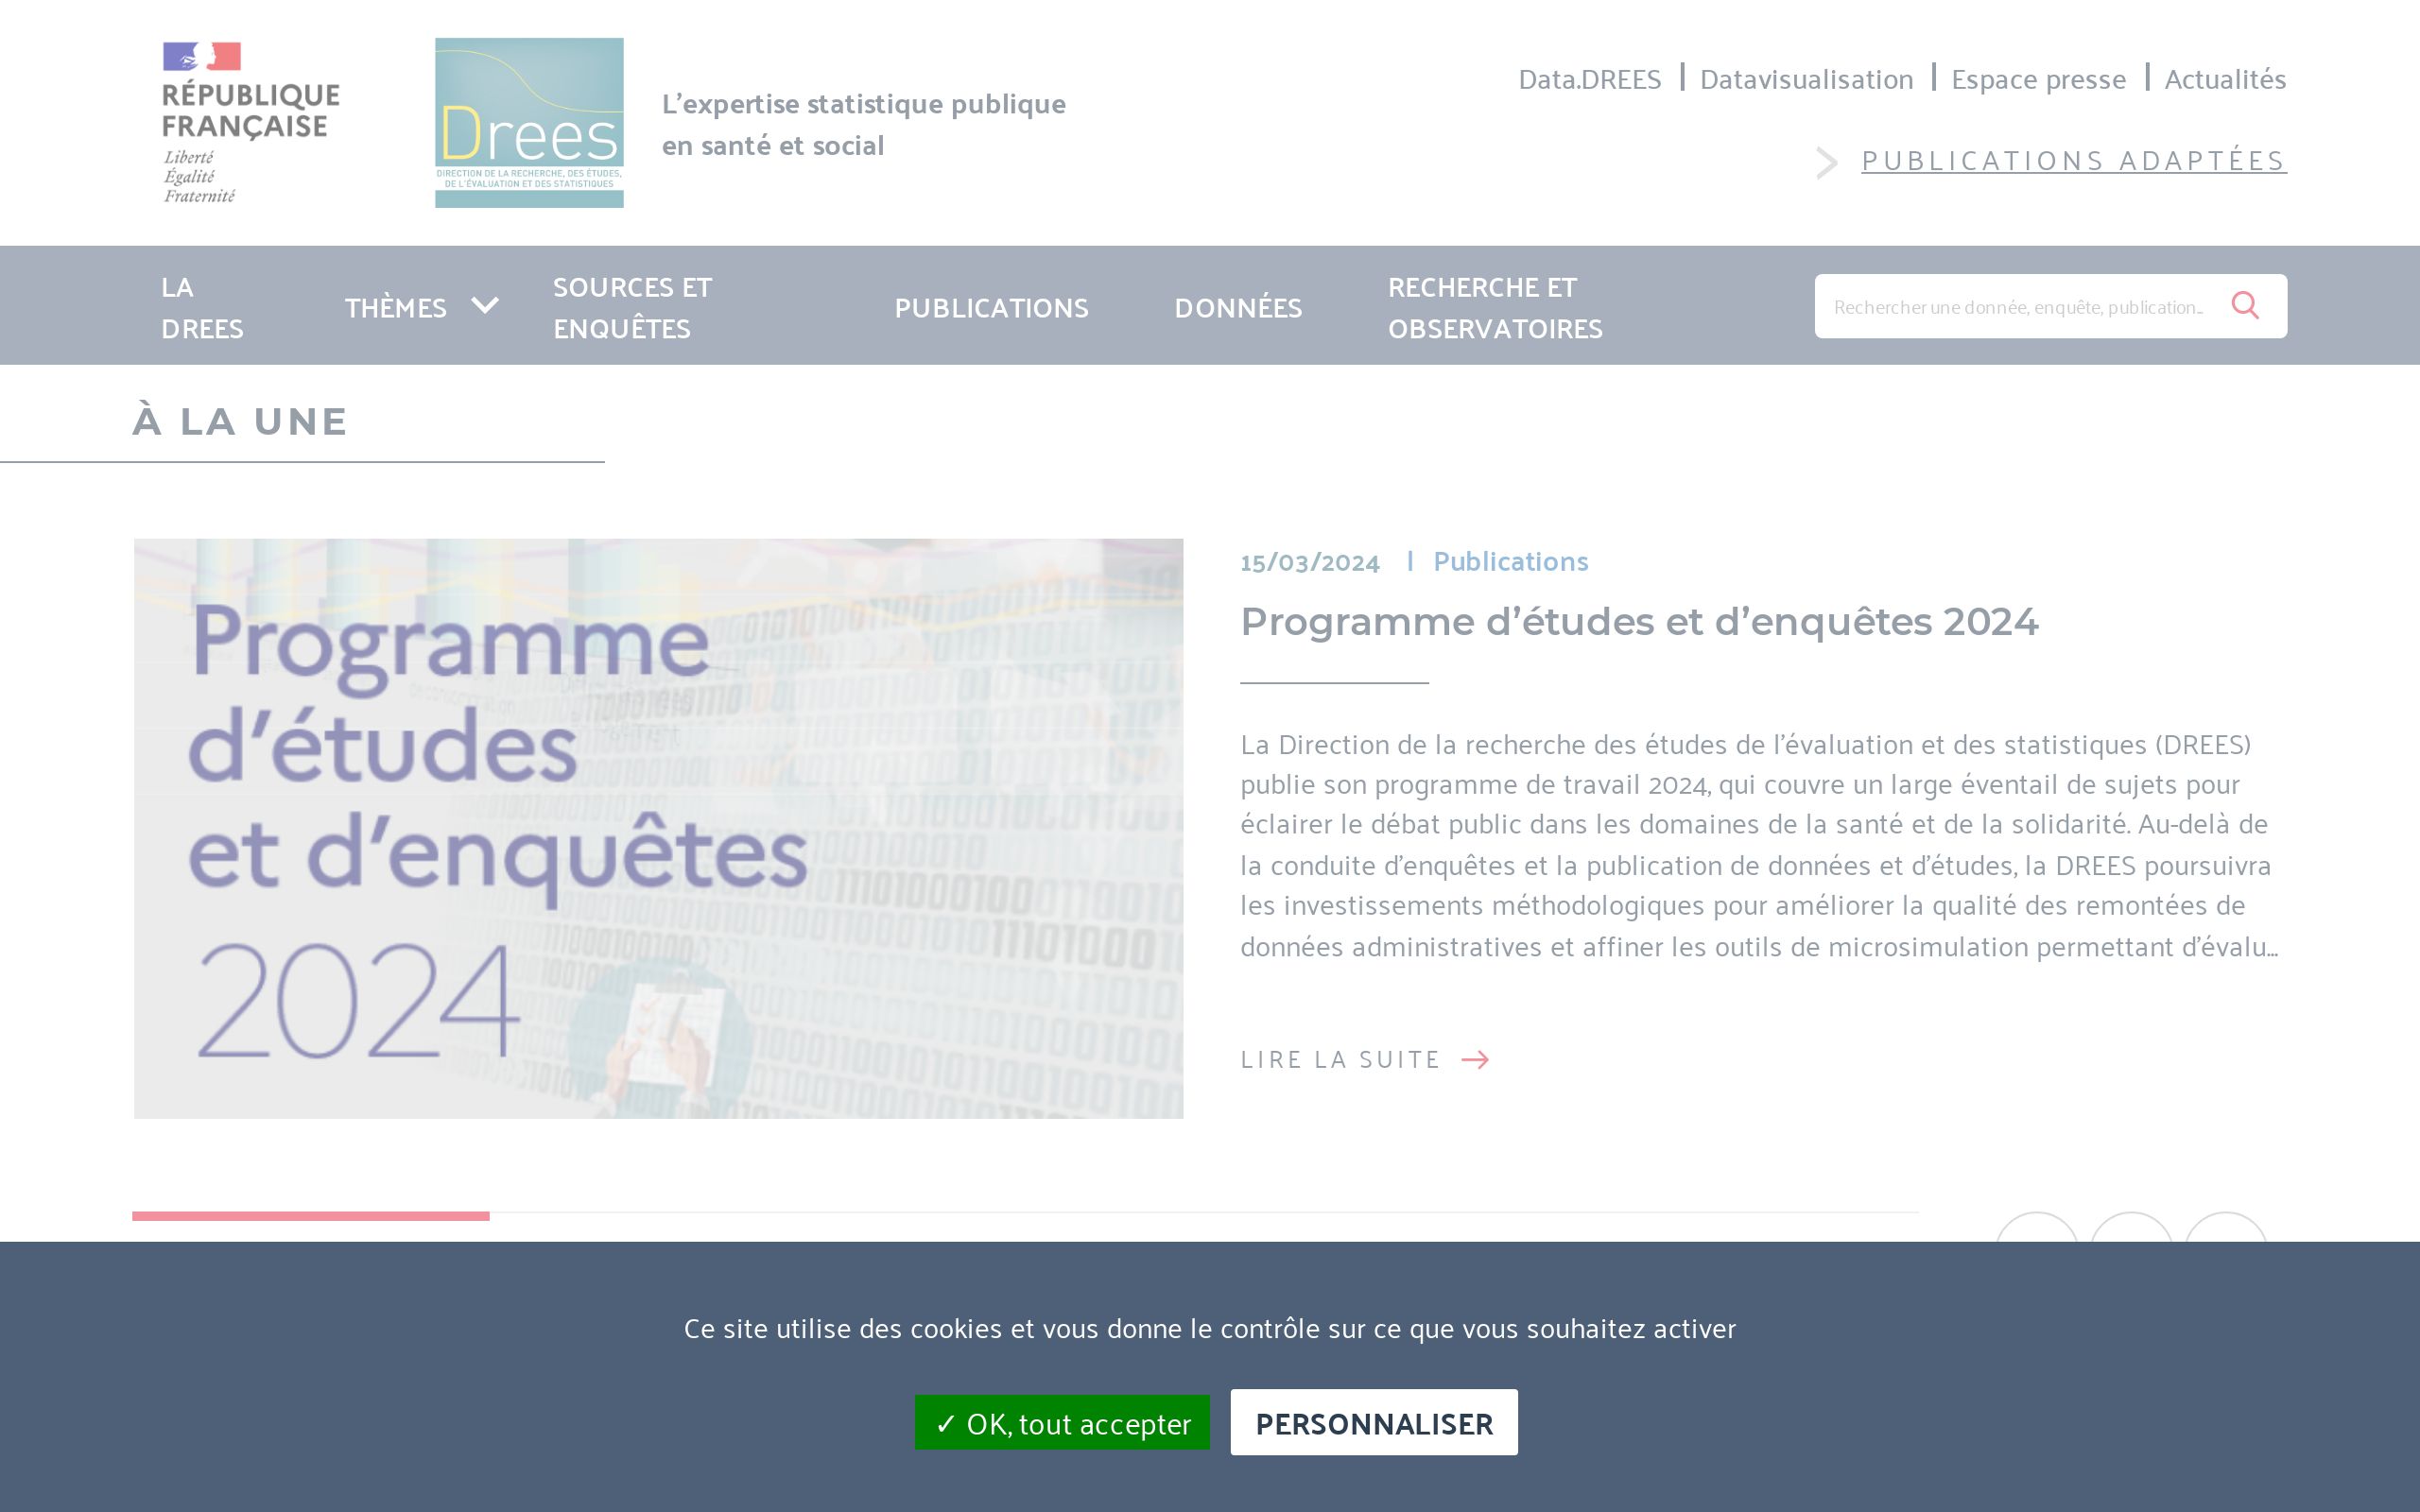 RÉPUBLIQUE
FRANÇAISE
Liberté
Égalité
Fraternité
Drees
DIRECTION DE LA RECHERCHE, DES ÉTUDES,
DE L'ÉVALUATION ET DES STATISTIQUES
L'expertise statistique publique
en santé et social
Data.DREES
Datavisualisation
Espace presse
Actualités
PUBLICATIONS ADAPTÉES
LA
DREES
THÈMES
SOURCES ET
ENQUÊTES
PUBLICATIONS
DONNÉES
RECHERCHE ET
OBSERVATOIRES
Rechercher une donnée, enquête, publication...
À LA UNE
Programme
d'études
et d'enquêtes
2024
15/03/2024 | Publications
Programme d'études et d'enquêtes 2024
La Direction de la recherche des études de l'évaluation et des statistiques (DREES)
publie son programme de travail 2024, qui couvre un large éventail de sujets pour
éclairer le débat public dans les domaines de la santé et de la solidarité. Au-delà de
la conduite d'enquêtes et la publication de données et d'études, la DREES poursuivra
les investissements méthodologiques pour améliorer la qualité des remontées de
données administratives et affiner les outils de microsimulation permettant d'évalu...
LIRE LA SUITE
Ce site utilise des cookies et vous donne le contrôle sur ce que vous souhaitez activer
✓ OK, tout accepter
PERSONNALISER